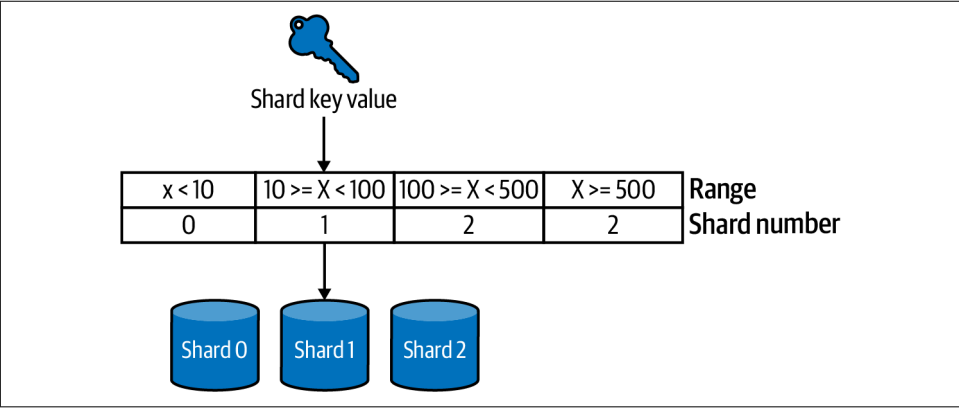 Shard key value
x < 10 10 >= X < 100 100 >= X < 500 X >= 500 Range
0 1 2 2 Shard number
Shard 0 Shard 1 Shard 2